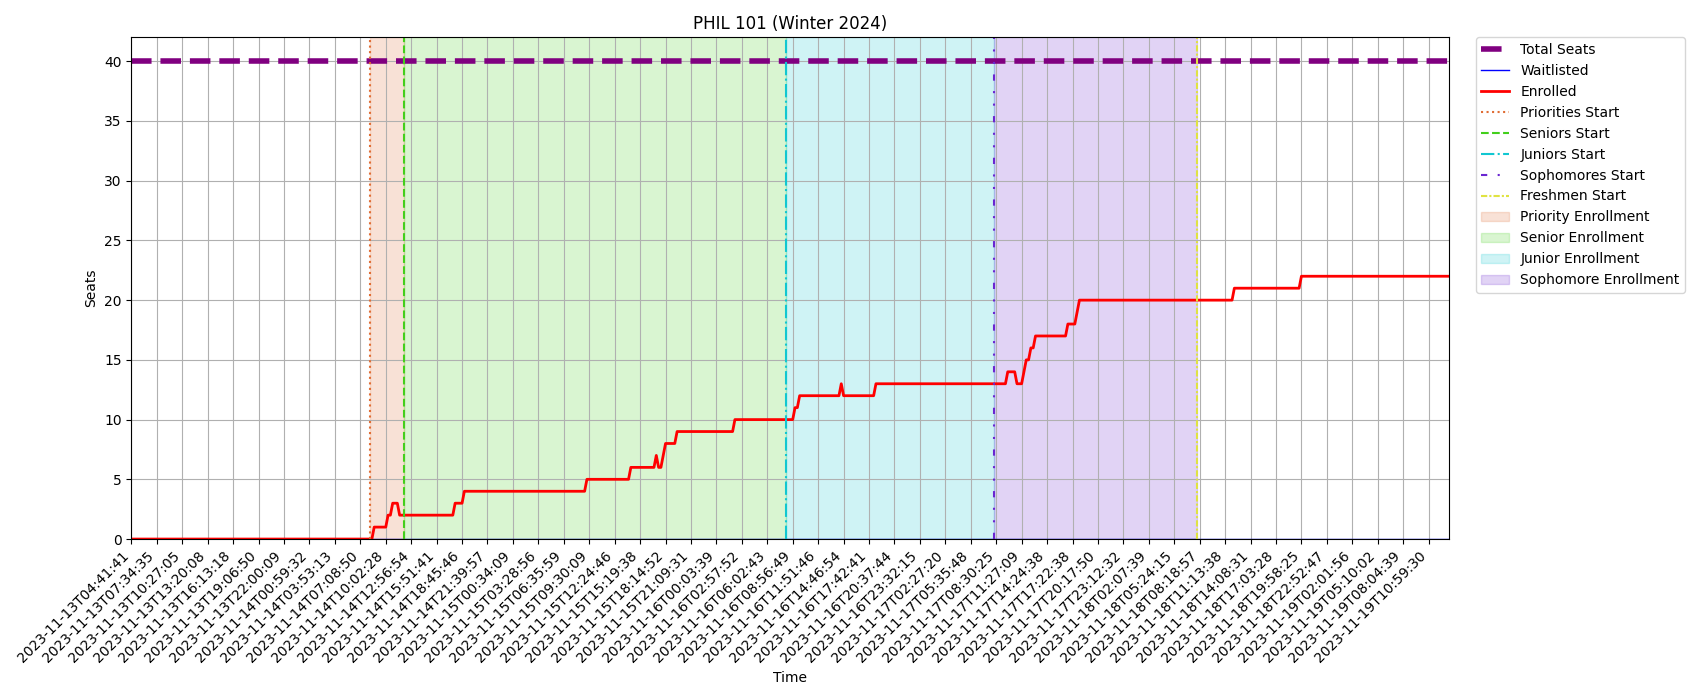 PHIL 101 (Winter 2024)
Seats
40
35
30
25
20
15
10
5
0
2023-11-13T04:41:41
2023-11-13T07:34:35
2023-11-13T10:27:05
2023-11-13T13:20:08
2023-11-13T16:13:18
2023-11-13T19:06:50
2023-11-13T22:00:09
2023-11-14T00:59:32
2023-11-14T03:53:13
2023-11-14T07:08:50
2023-11-14T10:02:28
2023-11-14T12:56:54
2023-11-14T15:51:41
2023-11-14T18:45:46
2023-11-14T21:39:57
2023-11-15T00:34:09
2023-11-15T03:28:56
2023-11-15T06:35:59
2023-11-15T09:30:09
2023-11-15T12:24:46
2023-11-15T15:19:38
2023-11-15T18:14:52
2023-11-15T21:09:31
2023-11-16T00:03:39
2023-11-16T02:57:52
2023-11-16T06:02:43
2023-11-16T08:56:49
2023-11-16T11:51:46
2023-11-16T14:46:54
2023-11-16T17:42:41
2023-11-16T20:37:44
2023-11-16T23:32:15
2023-11-17T02:27:20
2023-11-17T05:35:48
2023-11-17T08:30:25
2023-11-17T11:27:09
2023-11-17T14:24:38
2023-11-17T17:22:38
2023-11-17T20:17:50
2023-11-17T23:12:32
2023-11-18T02:07:39
2023-11-18T05:24:15
2023-11-18T08:18:57
2023-11-18T11:13:38
2023-11-18T14:08:31
2023-11-18T17:03:28
2023-11-18T19:58:25
2023-11-18T22:52:47
2023-11-19T02:01:56
2023-11-19T05:10:02
2023-11-19T08:04:39
2023-11-19T10:59:30
Time
Total Seats
Waitlisted
Enrolled
Priorities Start
Seniors Start
Juniors Start
Sophomores Start
Freshmen Start
Priority Enrollment
Senior Enrollment
Junior Enrollment
Sophomore Enrollment